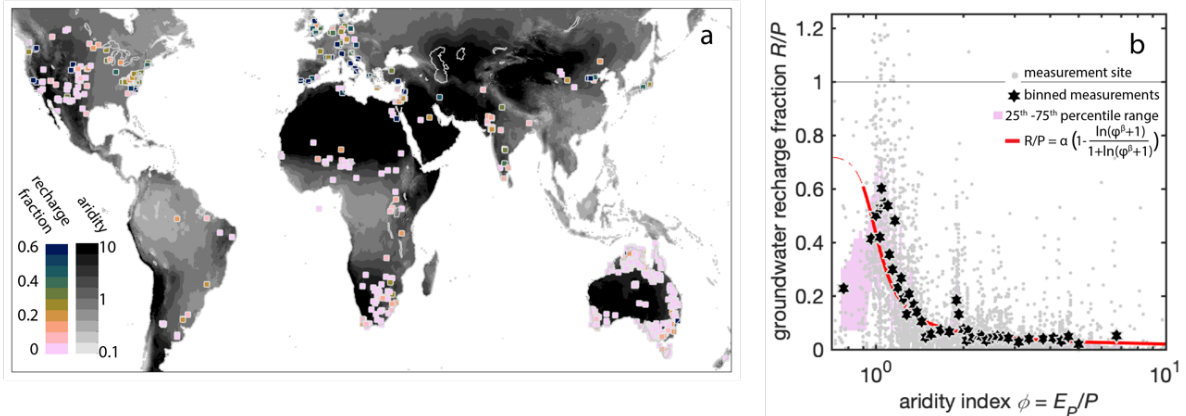 a
recharge
fraction
aridity
0.6
0.4
0.2
0
10
1
0.1
b
measurement site
binned measurements
25th -75th percentile range
R/P = α (1- ln(φ^β+1) / 1+ln(φ^β+1))
groundwater recharge fraction R/P
1.2
1
0.8
0.6
0.4
0.2
0
10^0
10^1
aridity index ϕ = E_P/P